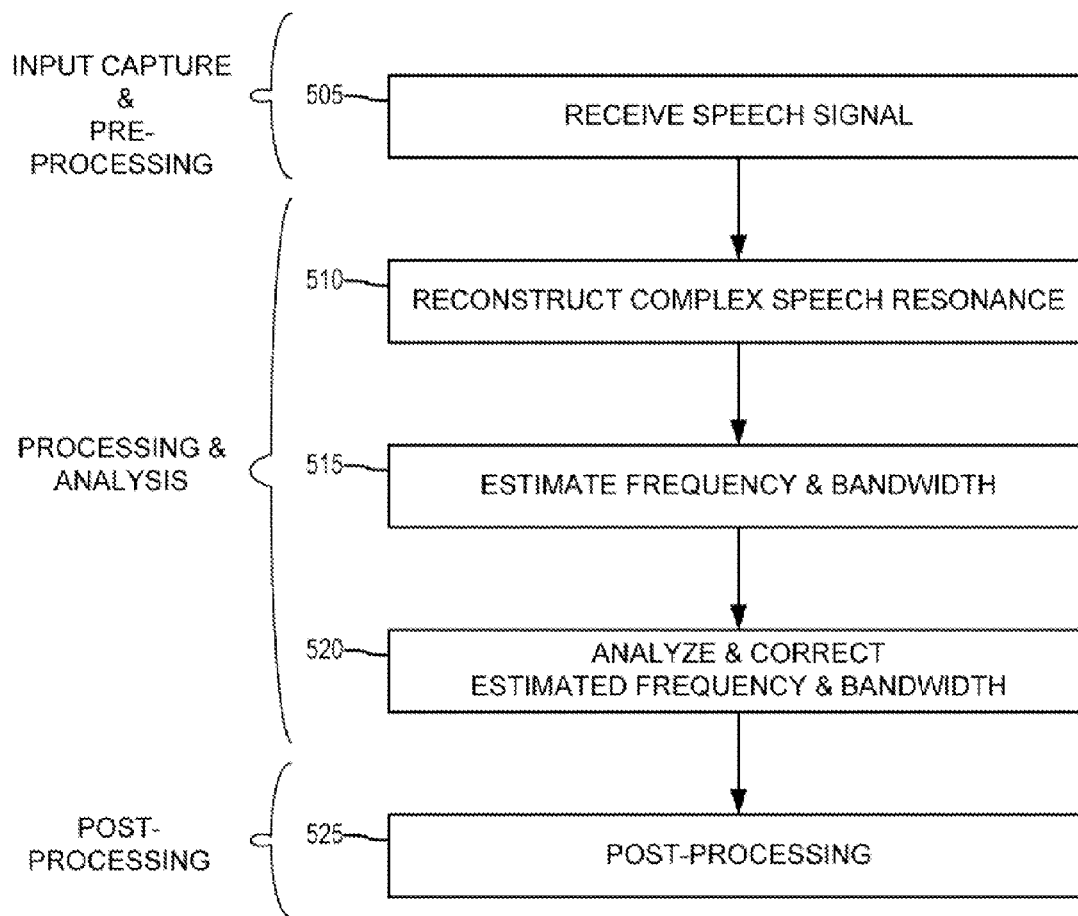 INPUT CAPTURE
&
PRE-
PROCESSING
505
RECEIVE SPEECH SIGNAL
PROCESSING &
ANALYSIS
510
RECONSTRUCT COMPLEX SPEECH RESONANCE
515
ESTIMATE FREQUENCY & BANDWIDTH
520
ANALYZE & CORRECT
ESTIMATED FREQUENCY & BANDWIDTH
POST-
PROCESSING
525
POST-PROCESSING